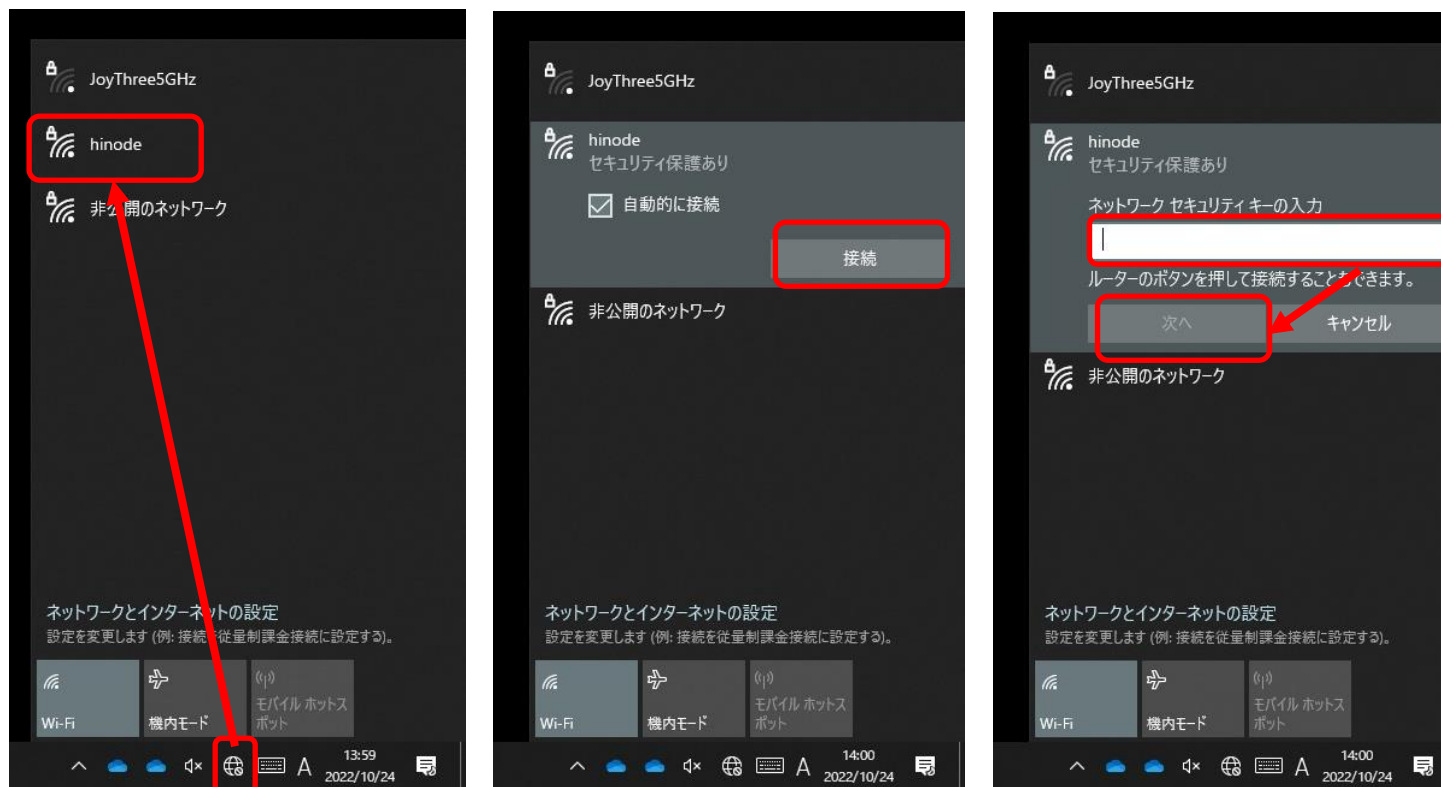 JoyThree5GHz
hinode
非公開のネットワーク
ネットワークとインターネットの設定
設定を変更します (例: 接続を従量制課金接続に設定する)。
Wi-Fi
機内モード
モバイル ホットス
ポット
A
13:59
2022/10/24
JoyThree5GHz
hinode
セキュリティ保護あり
自動的に接続
接続
非公開のネットワーク
ネットワークとインターネットの設定
設定を変更します (例: 接続を従量制課金接続に設定する)。
Wi-Fi
機内モード
モバイル ホットス
ポット
A
14:00
2022/10/24
JoyThree5GHz
hinode
セキュリティ保護あり
ネットワーク セキュリティ キーの入力
ルーターのボタンを押して接続することもできます。
次へ
キャンセル
非公開のネットワーク
ネットワークとインターネットの設定
設定を変更します (例: 接続を従量制課金接続に設定する)。
Wi-Fi
機内モード
モバイル ホットス
ポット
A
14:00
2022/10/24